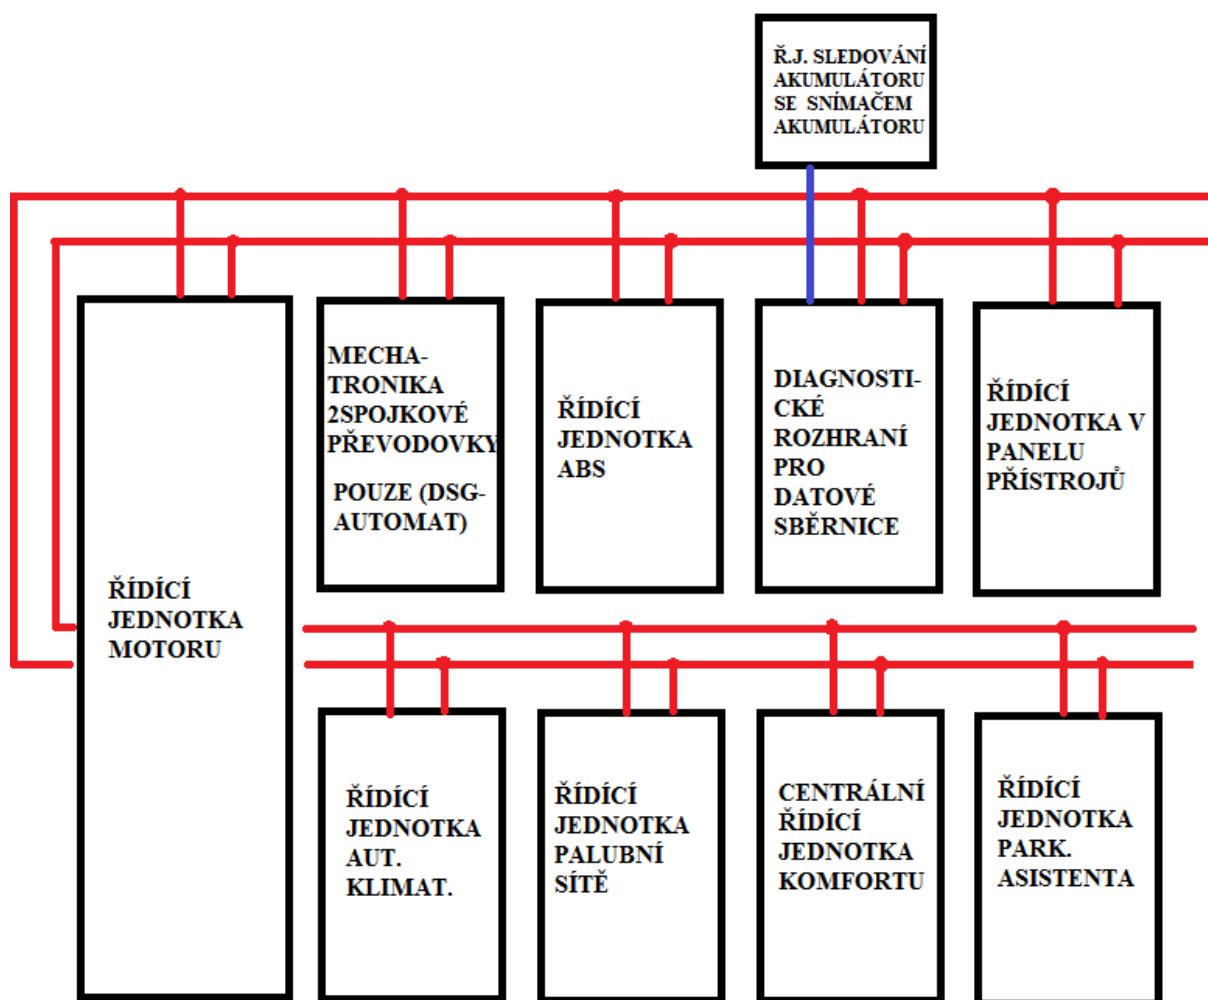 Ř.J. SLEDOVÁNÍ
AKUMULÁTORU
SE SNÍMAČEM
AKUMULÁTORU
MECHA-
TRONIKA
2SPOJKOVÉ
PŘEVODOVKY
POUZE (DSG-
AUTOMAT)
ŘÍDÍCÍ
JEDNOTKA
ABS
DIAGNOSTI-
CKÉ
ROZHRANÍ
PRO
DATOVÉ
SBĚRNICE
ŘÍDÍCÍ
JEDNOTKA V
PANELU
PŘÍSTROJŮ
ŘÍDÍCÍ
JEDNOTKA
MOTORU
ŘÍDÍCÍ
JEDNOTKA
AUT.
KLIMAT.
ŘÍDÍCÍ
JEDNOTKA
PALUBNÍ
SÍTĚ
CENTRÁLNÍ
ŘÍDÍCÍ
JEDNOTKA
KOMFORTU
ŘÍDÍCÍ
JEDNOTKA
PARK.
ASISTENTA